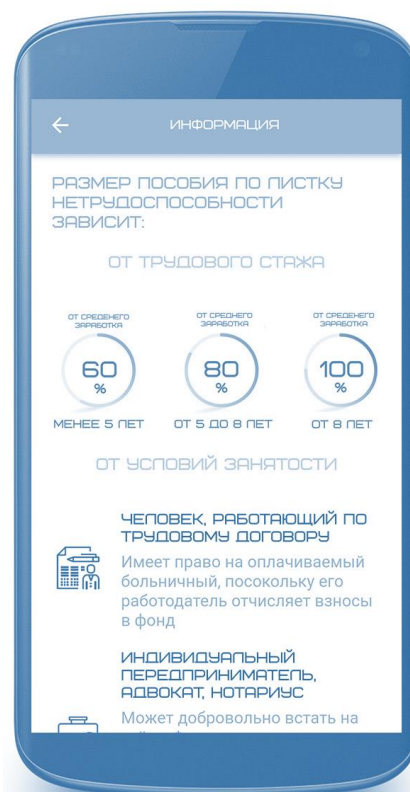 ИНФОРМАЦИЯ
РАЗМЕР ПОСОБИЯ ПО ЛИСТКУ
НЕТРУДОСПОСОБНОСТИ
ЗАВИСИТ:
ОТ ТРУДОВОГО СТАЖА
ОТ СРЕДЕНЕГО
ЗАРАБОТКА
60
%
МЕНЕЕ 5 ЛЕТ
ОТ СРЕДНЕГО
ЗАРАБОТКА
80
%
ОТ 5 ДО 8 ЛЕТ
ОТ СРЕДЕНЕГО
ЗАРАБОТКА
100
%
ОТ 8 ЛЕТ
ОТ УСЛОВИЙ ЗАНЯТОСТИ
ЧЕЛОВЕК, РАБОТАЮЩИЙ ПО
ТРУДОВОМУ ДОГОВОРУ
Имеет право на оплачиваемый
больничный, посокольку его
работодатель отчисляет взносы
в фонд
ИНДИВИДУАЛЬНЫЙ
ПРЕДПРИНИМАТЕЛЬ,
АДВОКАТ, НОТАРИУС
Может добровольно встать на